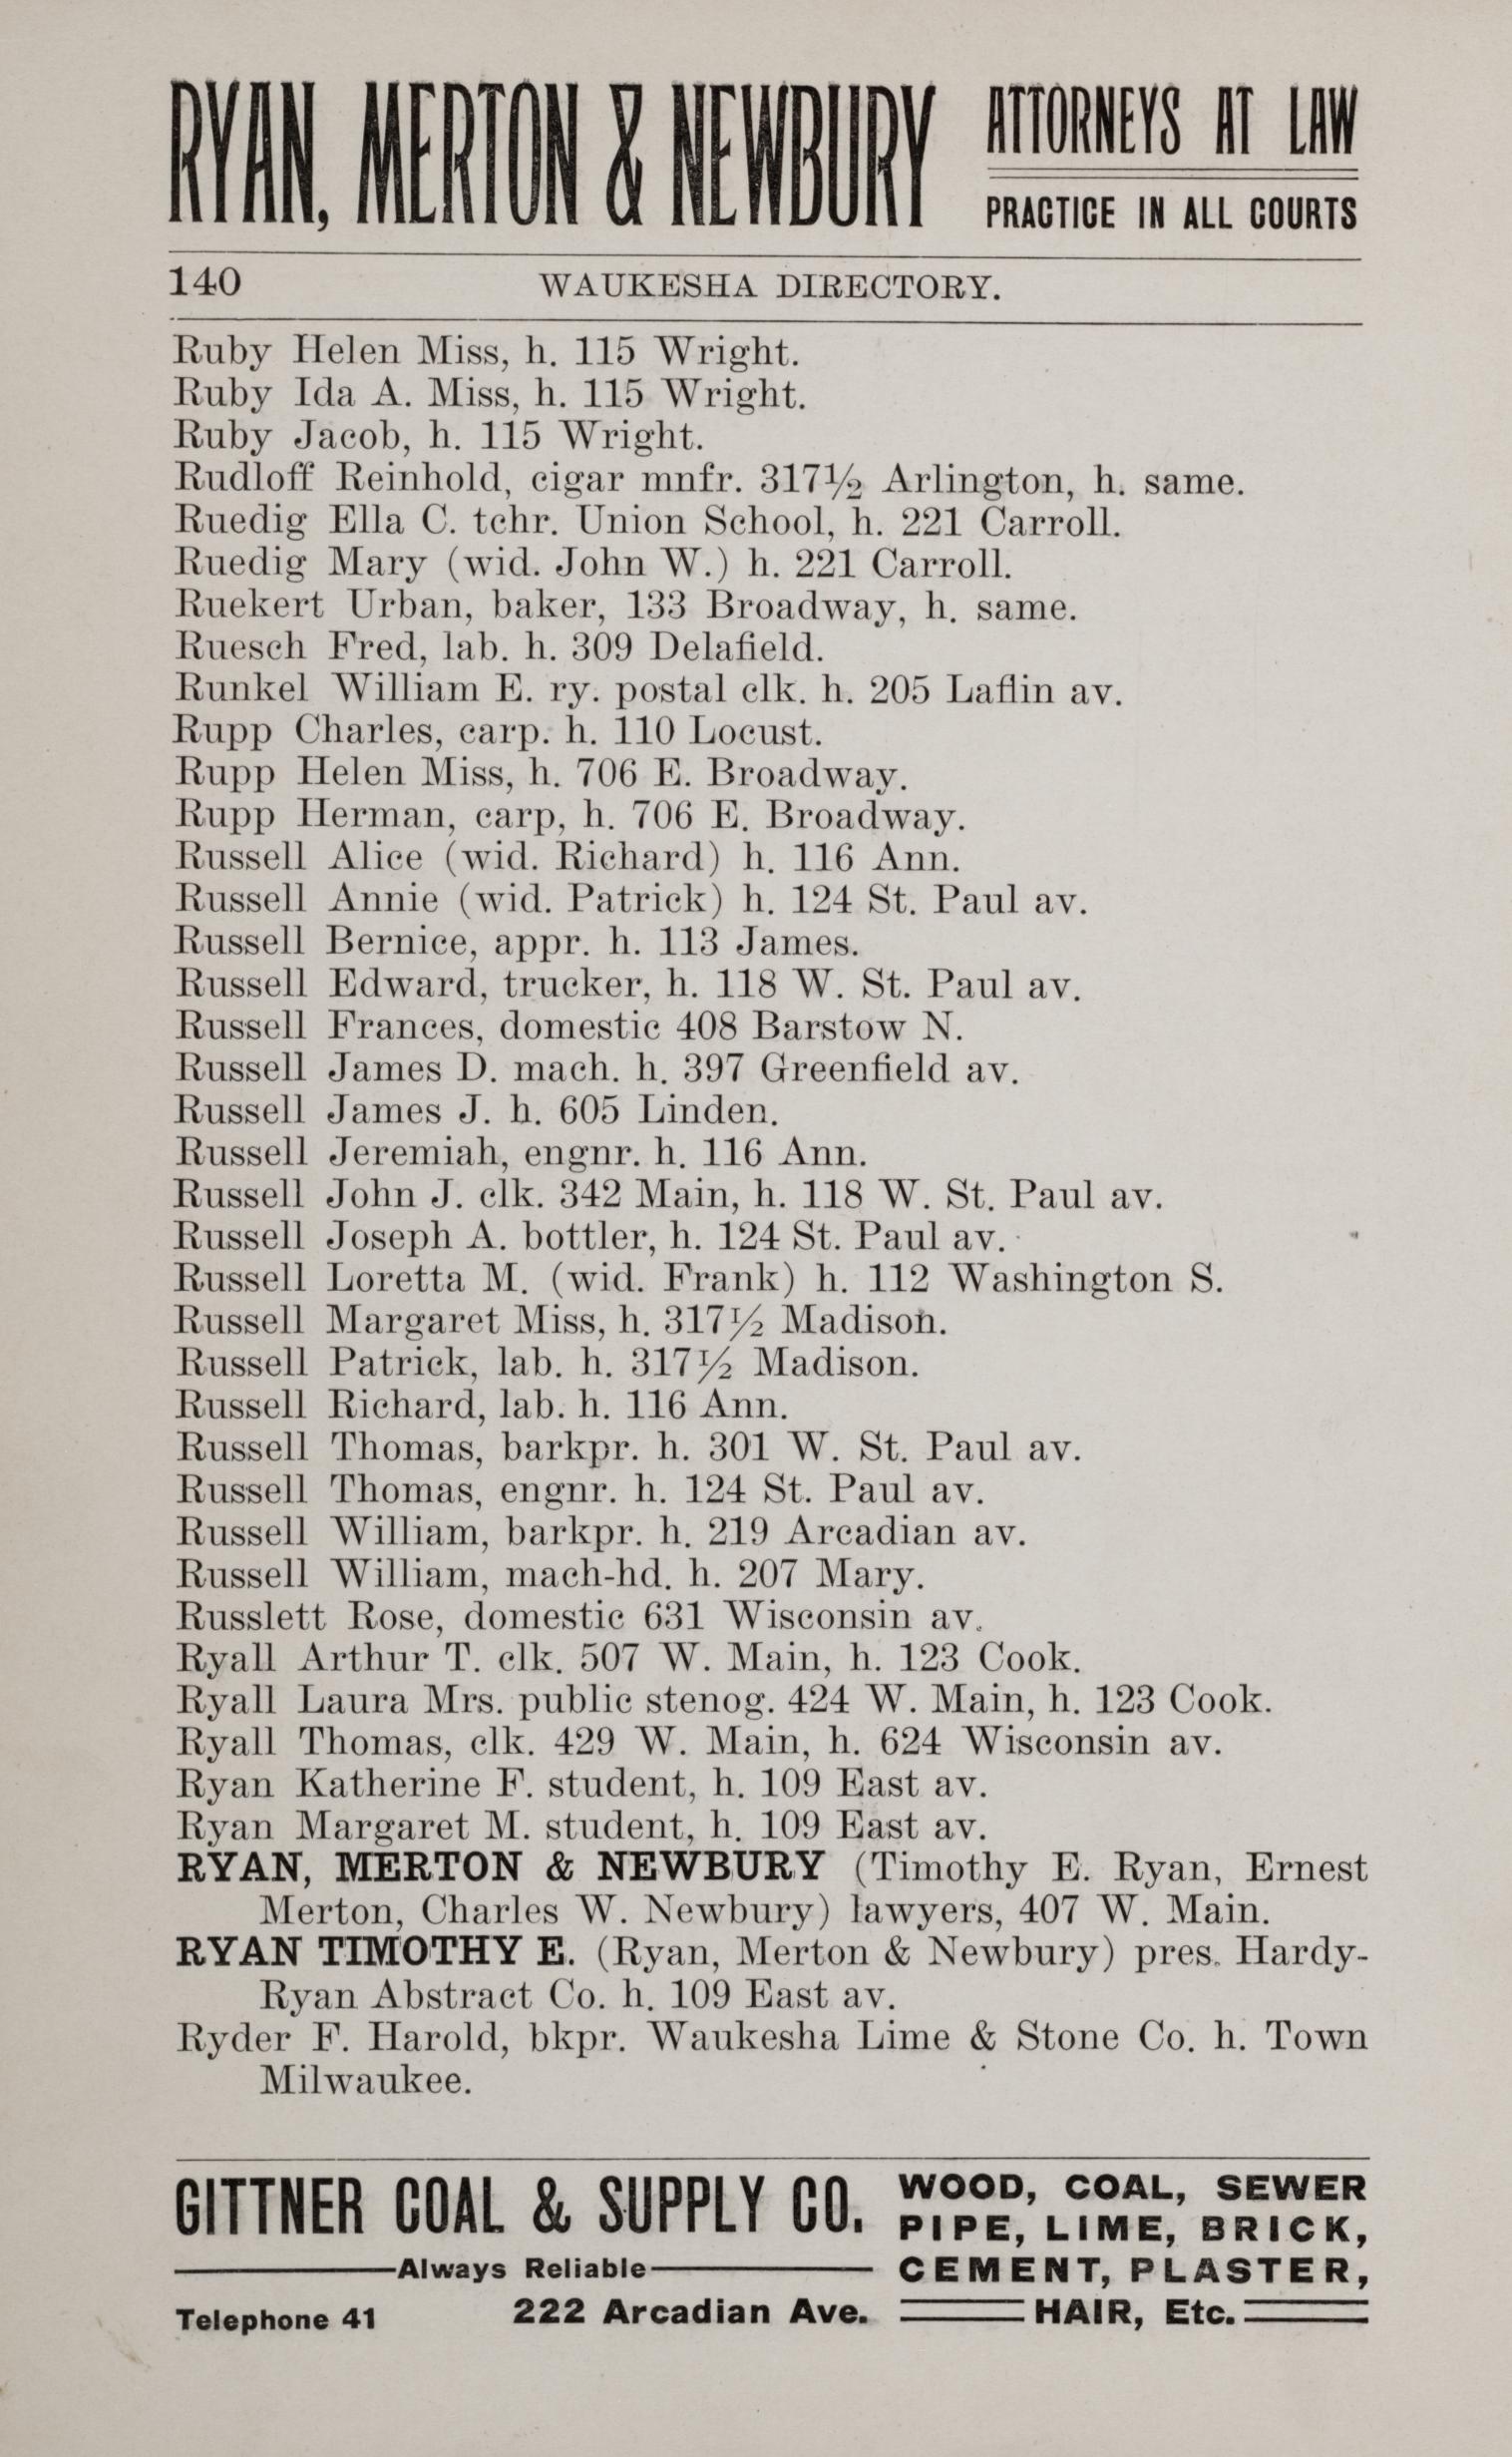 RYAN, MERTON & NEWBURY
ATTORNEYS AT LAW
PRACTICE IN ALL COURTS
140 WAUKESHA DIRECTORY.
Ruby Helen Miss, h. 115 Wright.
Ruby Ida A. Miss, h. 115 Wright.
Ruby Jacob, h. 115 Wright.
Rudloff Reinhold, cigar mnfr. 317½ Arlington, h. same.
Ruedig Ella C. tchr. Union School, h. 221 Carroll.
Ruedig Mary (wid. John W.) h. 221 Carroll.
Ruekert Urban, baker, 133 Broadway, h. same.
Ruesch Fred, lab. h. 309 Delafield.
Runkel William E. ry. postal clk. h. 205 Laflin av.
Rupp Charles, carp. h. 110 Locust.
Rupp Helen Miss, h. 706 E. Broadway.
Rupp Herman, carp, h. 706 E. Broadway.
Russell Alice (wid. Richard) h. 116 Ann.
Russell Annie (wid. Patrick) h. 124 St. Paul av.
Russell Bernice, appr. h. 113 James.
Russell Edward, trucker, h. 118 W. St. Paul av.
Russell Frances, domestic 408 Barstow N.
Russell James D. mach. h. 397 Greenfield av.
Russell James J. h. 605 Linden.
Russell Jeremiah, engnr. h. 116 Ann.
Russell John J. clk. 342 Main, h. 118 W. St. Paul av.
Russell Joseph A. bottler, h. 124 St. Paul av.
Russell Loretta M. (wid. Frank) h. 112 Washington S.
Russell Margaret Miss, h. 317½ Madison.
Russell Patrick, lab. h. 317½ Madison.
Russell Richard, lab. h. 116 Ann.
Russell Thomas, barkpr. h. 301 W. St. Paul av.
Russell Thomas, engnr. h. 124 St. Paul av.
Russell William, barkpr. h. 219 Arcadian av.
Russell William, mach-hd. h. 207 Mary.
Russlett Rose, domestic 631 Wisconsin av.
Ryall Arthur T. clk. 507 W. Main, h. 123 Cook.
Ryall Laura Mrs. public stenog. 424 W. Main, h. 123 Cook.
Ryall Thomas, clk. 429 W. Main, h. 624 Wisconsin av.
Ryan Katherine F. student, h. 109 East av.
Ryan Margaret M. student, h. 109 East av.
RYAN, MERTON & NEWBURY (Timothy E. Ryan, Ernest
Merton, Charles W. Newbury) lawyers, 407 W. Main.
RYAN TIMOTHY E. (Ryan, Merton & Newbury) pres. Hardy-
Ryan Abstract Co. h. 109 East av.
Ryder F. Harold, bkpr. Waukesha Lime & Stone Co. h. Town
Milwaukee.
GITTNER COAL & SUPPLY CO.
Always Reliable
Telephone 41 222 Arcadian Ave.
WOOD, COAL, SEWER
PIPE, LIME, BRICK,
CEMENT, PLASTER,
HAIR, Etc.